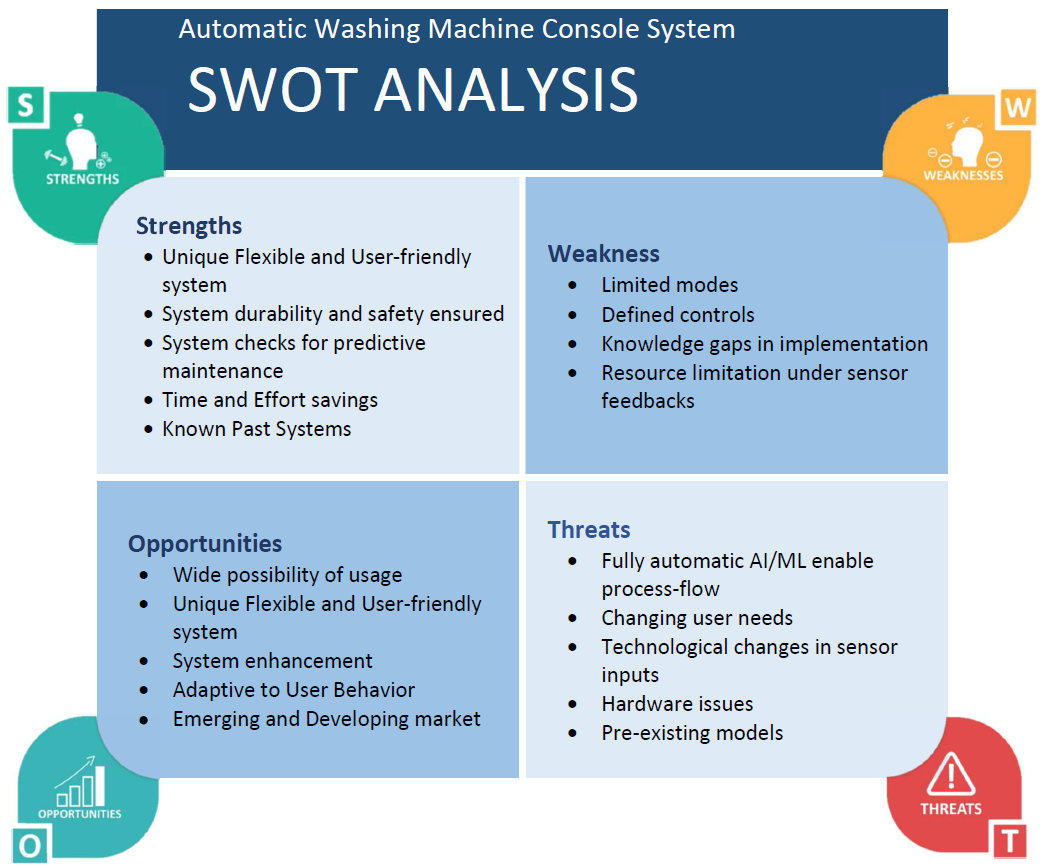 Automatic Washing Machine Console System
SWOT ANALYSIS
S
STRENGTHS
W
WEAKNESSES
Strengths
• Unique Flexible and User-friendly
system
• System durability and safety ensured
• System checks for predictive
maintenance
• Time and Effort savings
• Known Past Systems
Weakness
• Limited modes
• Defined controls
• Knowledge gaps in implementation
• Resource limitation under sensor
feedbacks
Opportunities
• Wide possibility of usage
• Unique Flexible and User-friendly
system
• System enhancement
• Adaptive to User Behavior
• Emerging and Developing market
Threats
• Fully automatic AI/ML enable
process-flow
• Changing user needs
• Technological changes in sensor
inputs
• Hardware issues
• Pre-existing models
OPPORTUNITIES
O
THREATS
T